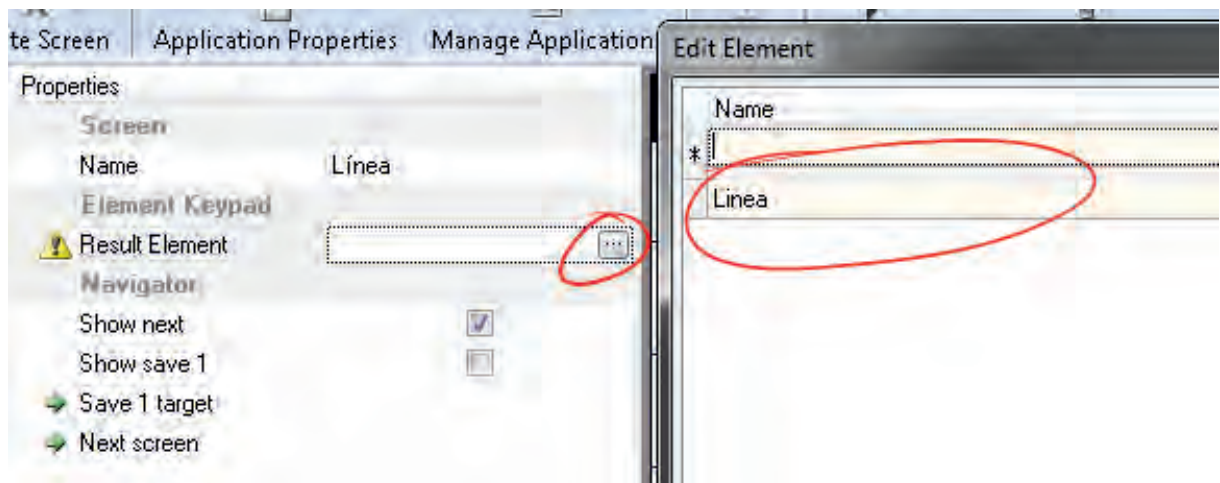 te Screen Application Properties Manage Application
Properties
Screen
Name Línea
Element Keypad
Result Element ...
Navigator
Show next
Show save 1
Save 1 target
Next screen
Edit Element
Name
*
Linea